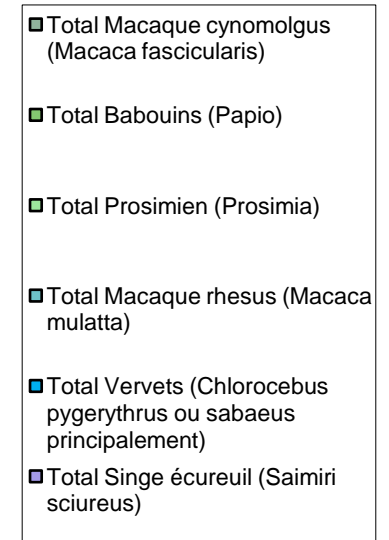 Total Macaque cynomolgus
(Macaca fascicularis)
Total Babouins (Papio)
Total Prosimien (Prosimia)
Total Macaque rhesus (Macaca
mulatta)
Total Vervets (Chlorocebus
pygerythrus ou sabaeus
principalement)
Total Singe écureuil (Saimiri
sciureus)